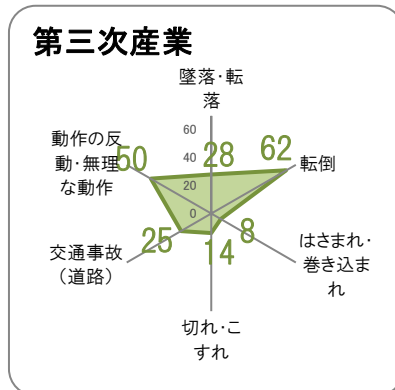 第三次産業
墜落･転
落
60
40
20
0
28
62
転倒
8
はさまれ･
巻き込ま
れ
14
切れ･こ
すれ
25
交通事故
（道路）
50
動作の反
動･無理
な動作